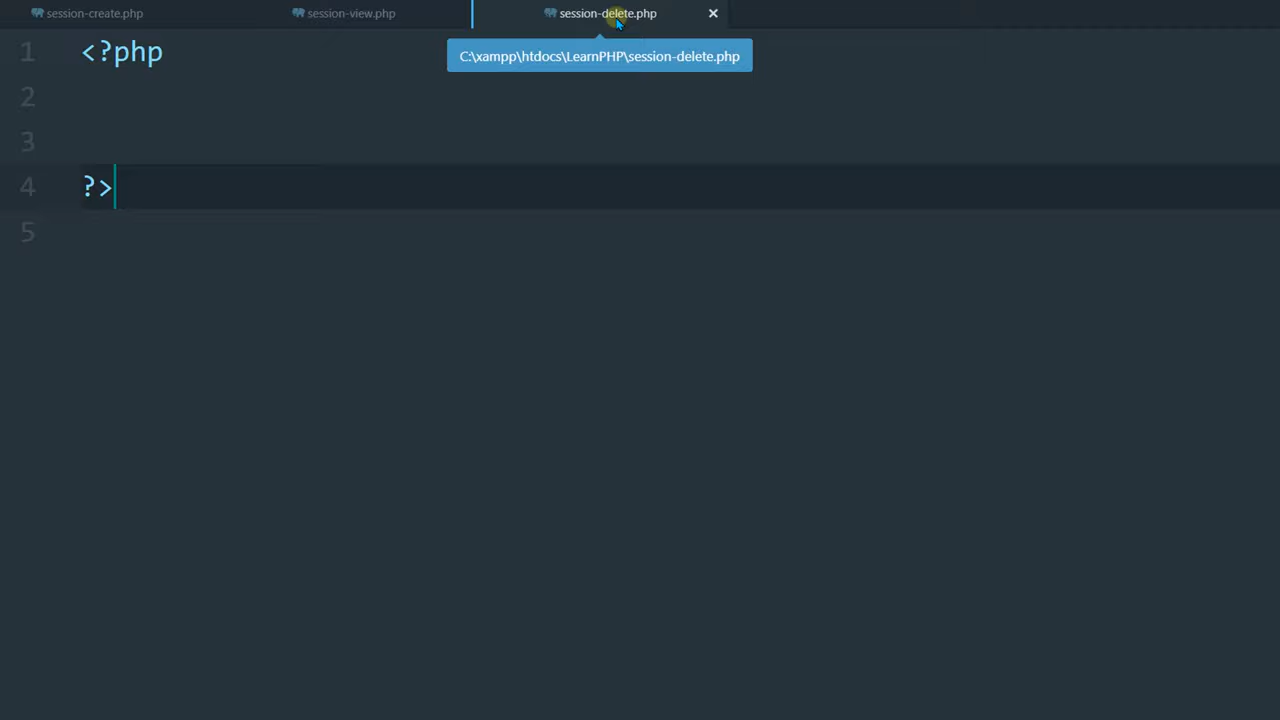 session-create.php
session-view.php
session-delete.php
C:\xampp\htdocs\LearnPHP\session-delete.php
1 <?php
2
3
4 ?>
5